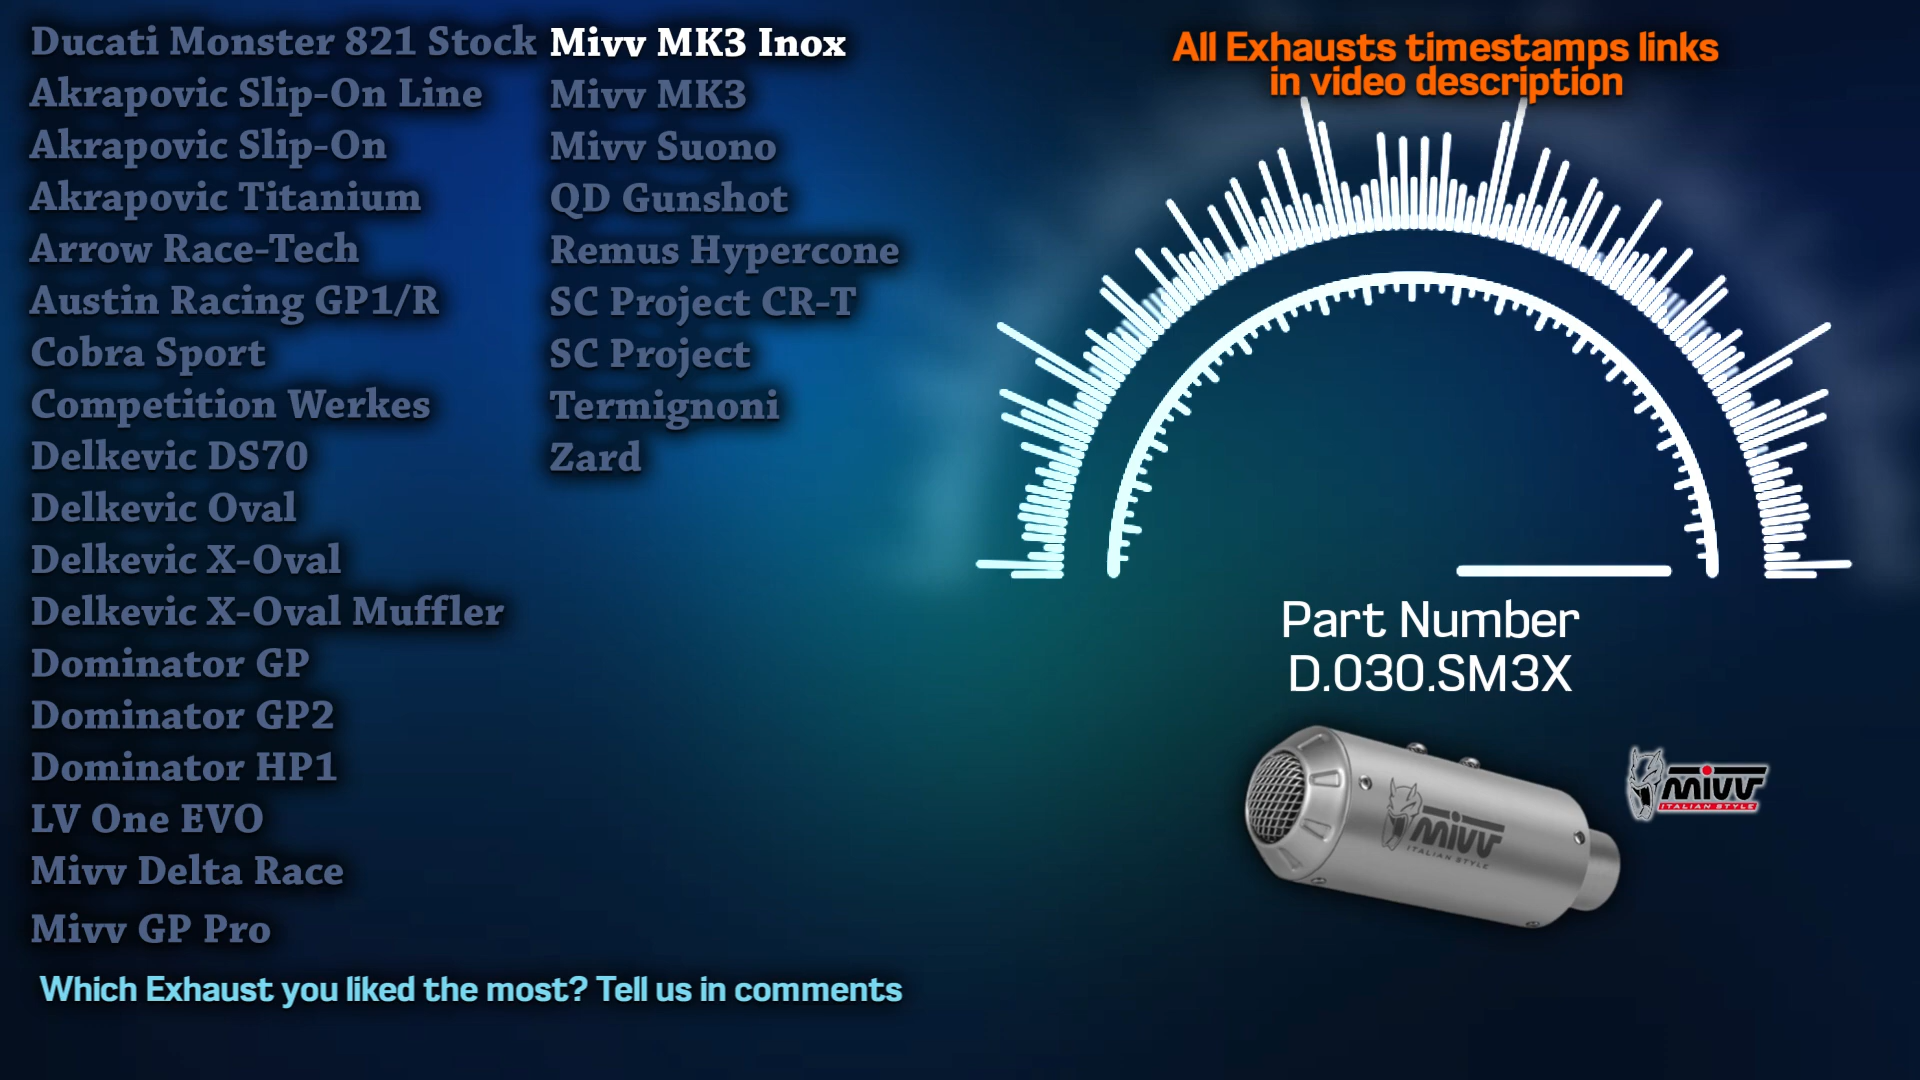 Ducati Monster 821 Stock
Akrapovic Slip-On Line
Akrapovic Slip-On
Akrapovic Titanium
Arrow Race-Tech
Austin Racing GP1/R
Cobra Sport
Competition Werkes
Delkevic DS70
Delkevic Oval
Delkevic X-Oval
Delkevic X-Oval Muffler
Dominator GP
Dominator GP2
Dominator HP1
LV One EVO
Mivv Delta Race
Mivv GP Pro
Mivv MK3 Inox
Mivv MK3
Mivv Suono
QD Gunshot
Remus Hypercone
SC Project CR-T
SC Project
Termignoni
Zard
Which Exhaust you liked the most? Tell us in comments
All Exhausts timestamps links
in video description
Part Number
D.030.SM3X
mivv
ITALIAN STYLE
mivv
ITALIAN STYLE